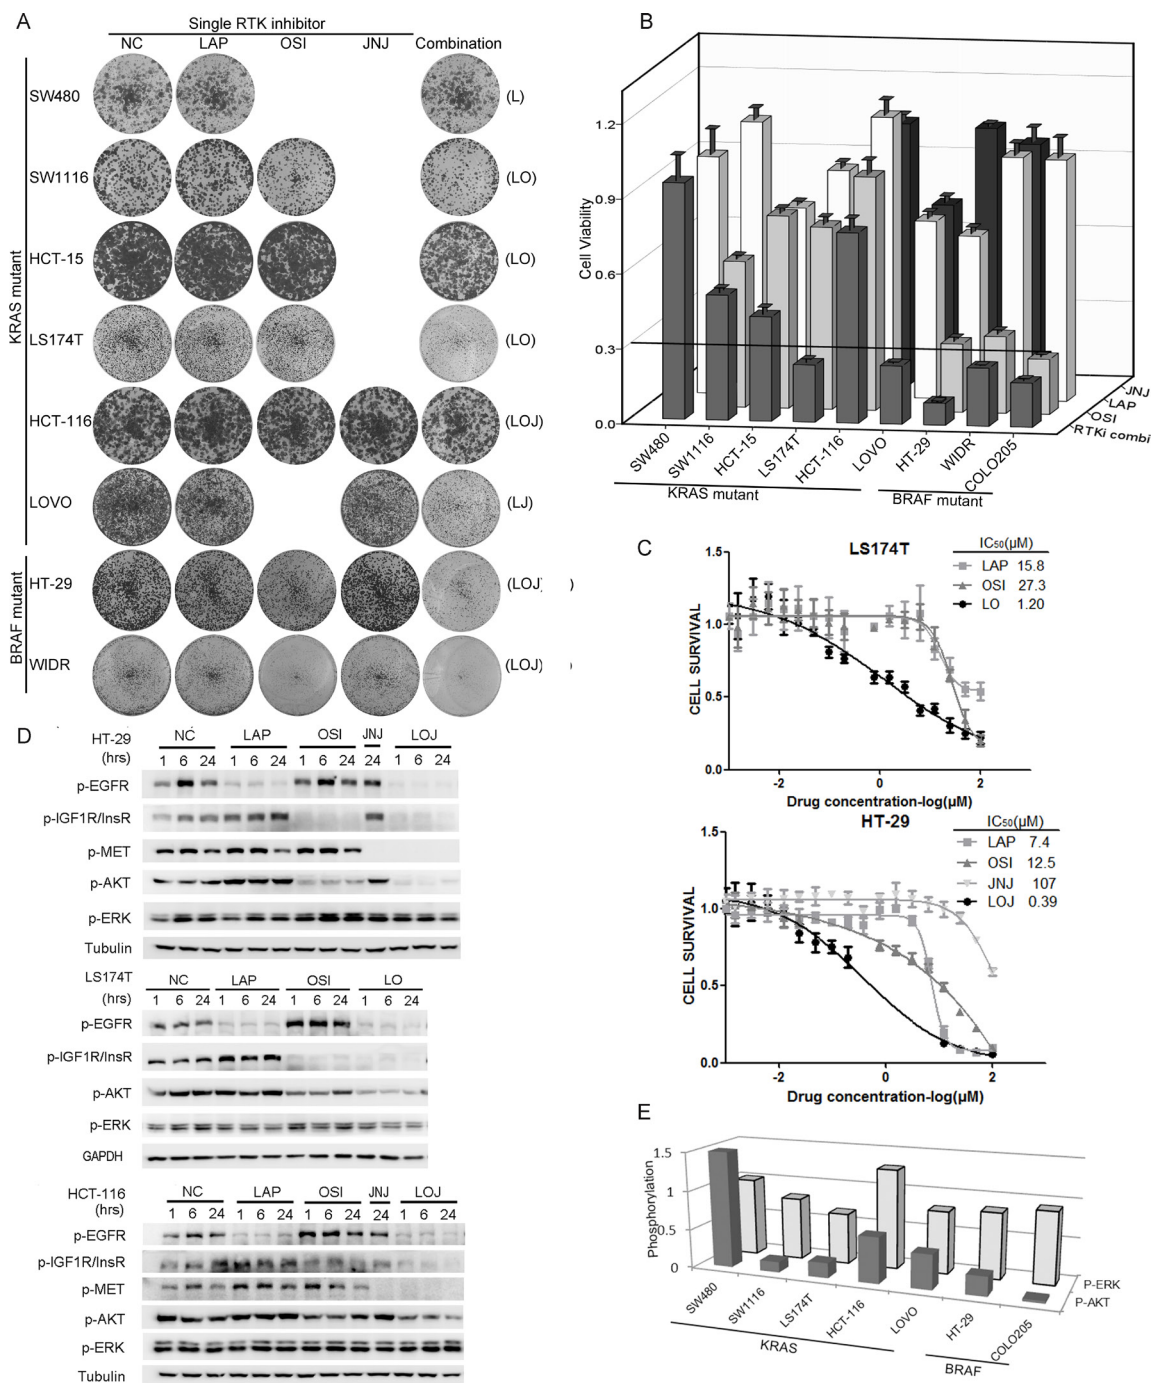 A
Single RTK inhibitor
NC LAP OSI JNJ Combination
KRAS mutant
SW480 (L)
SW1116 (LO)
HCT-15 (LO)
LS174T (LO)
HCT-116 (LOJ)
LOVO (LJ)
BRAF mutant
HT-29 (LOJ) )
WIDR (LOJ) )
B
Cell Viability
1.2
0.9
0.6
0.3
0.0
JNJ
LAP
OSI
RTKi combi
SW480 SW1116 HCT-15 LS174T HCT-116 LOVO HT-29 WIDR COLO205
KRAS mutant BRAF mutant
C
LS174T
IC50(µM)
LAP 15.8
OSI 27.3
LO 1.20
CELL SURVIVAL
1.5
1.0
0.5
0.0
-2 0 2
Drug concentration-log(µM)
HT-29
IC50(µM)
LAP 7.4
OSI 12.5
JNJ 107
LOJ 0.39
CELL SURVIVAL
1.5
1.0
0.5
0.0
-2 0 2
Drug concentration-log(µM)
D
HT-29 NC LAP OSI JNJ LOJ
(hrs) 1 6 24 1 6 24 1 6 24 24 1 6 24
p-EGFR
p-IGF1R/InsR
p-MET
p-AKT
p-ERK
Tubulin
LS174T NC LAP OSI LO
(hrs) 1 6 24 1 6 24 1 6 24 1 6 24
p-EGFR
p-IGF1R/InsR
p-AKT
p-ERK
GAPDH
HCT-116 NC LAP OSI JNJ LOJ
(hrs) 1 6 24 1 6 24 1 6 24 24 1 6 24
p-EGFR
p-IGF1R/InsR
p-MET
p-AKT
p-ERK
Tubulin
E
Phosphorylation
1.5
1
0.5
0
P-ERK
P-AKT
SW480 SW1116 LS174T HCT-116 LOVO HT-29 COLO205
KRAS BRAF